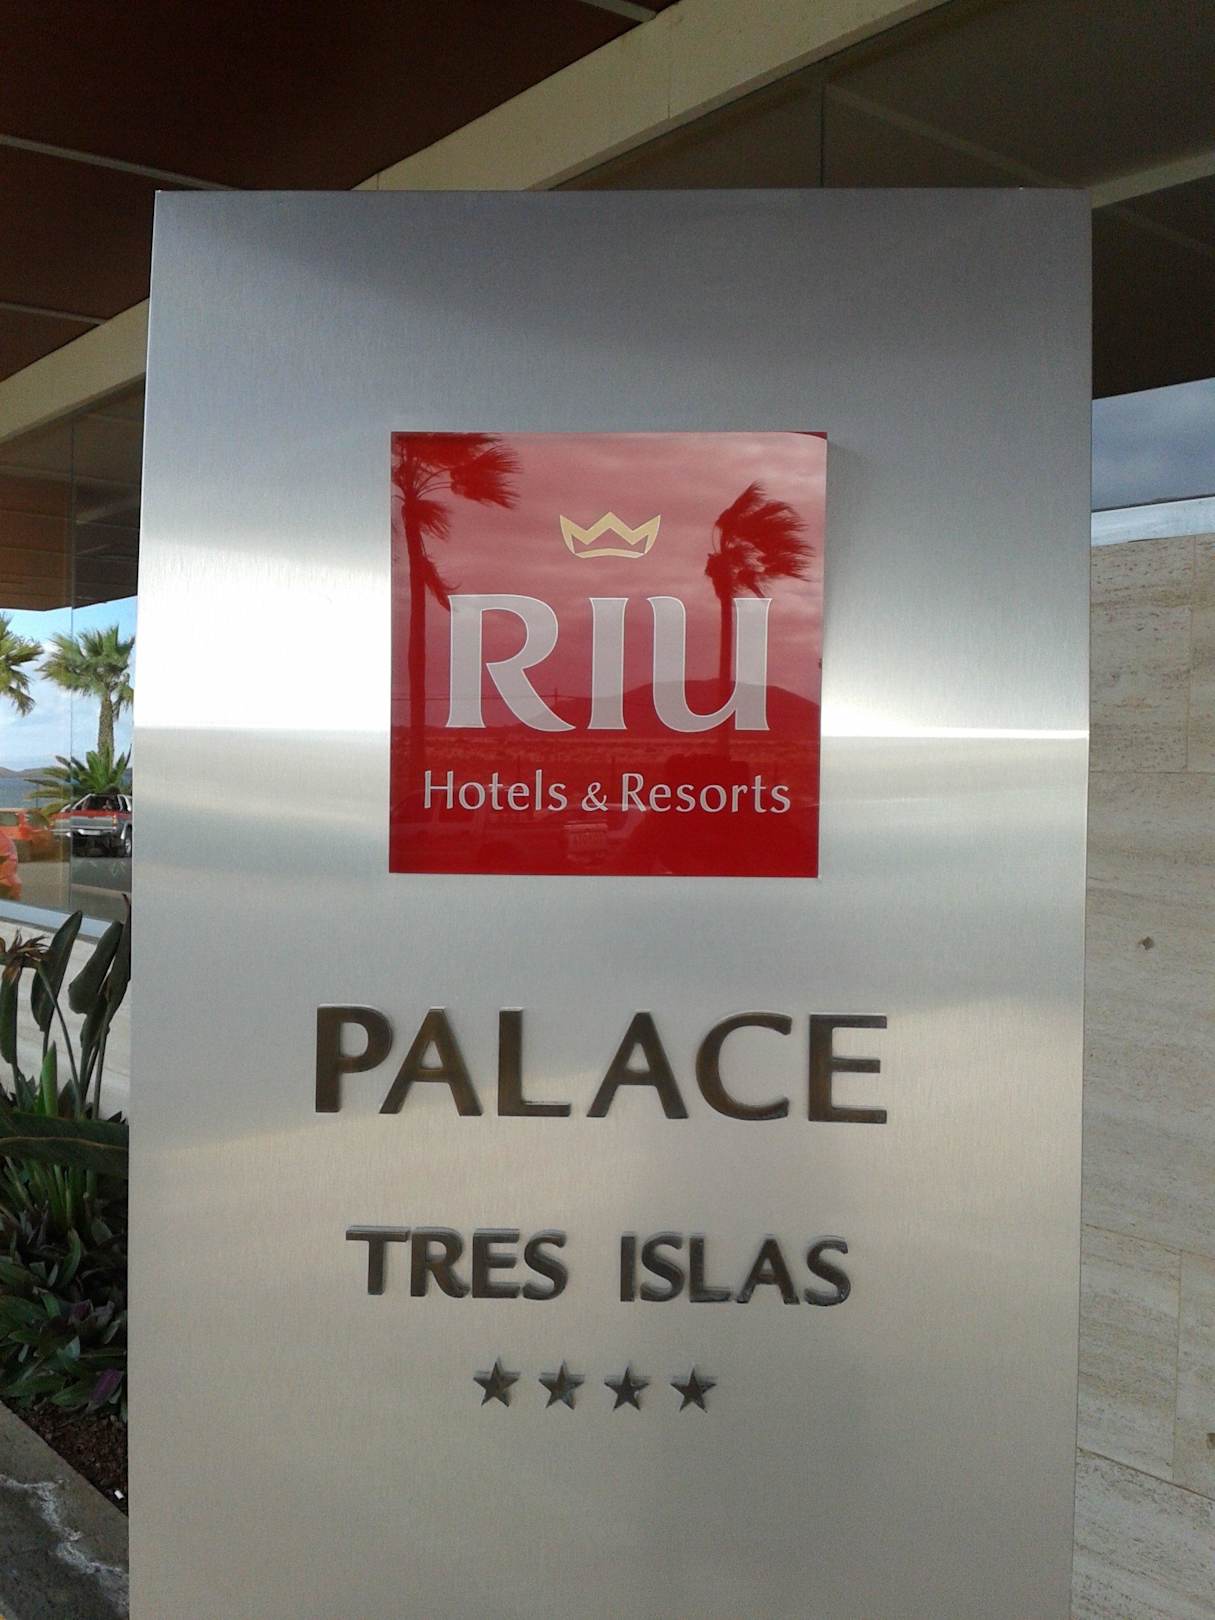 RIU
Hotels & Resorts
PALACE
TRES ISLAS